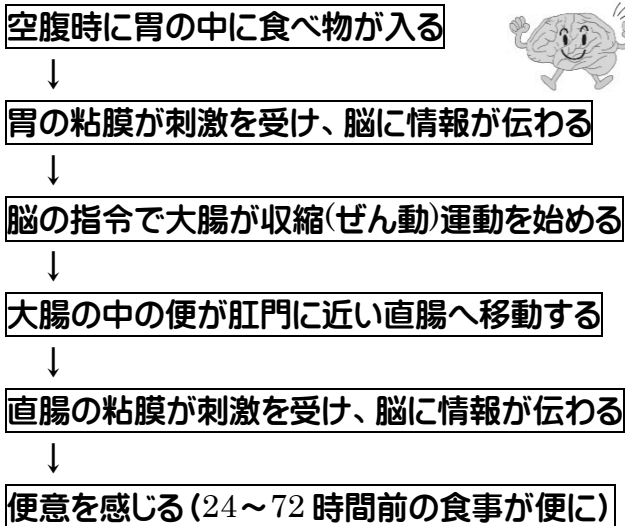 空腹時に胃の中に食べ物が入る
↓
胃の粘膜が刺激を受け、脳に情報が伝わる
↓
脳の指令で大腸が収縮(ぜん動)運動を始める
↓
大腸の中の便が肛門に近い直腸へ移動する
↓
直腸の粘膜が刺激を受け、脳に情報が伝わる
↓
便意を感じる(24～72時間前の食事が便に)